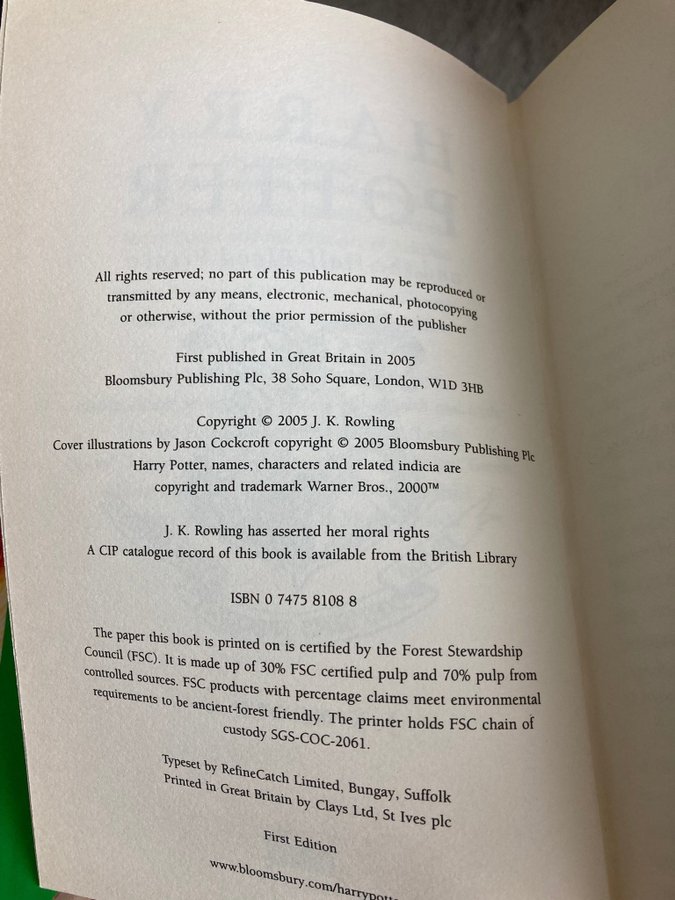 HARRY
POTTER
All rights reserved; no part of this publication may be reproduced or
transmitted by any means, electronic, mechanical, photocopying
or otherwise, without the prior permission of the publisher
First published in Great Britain in 2005
Bloomsbury Publishing Plc, 38 Soho Square, London, W1D 3HB
Copyright © 2005 J. K. Rowling
Cover illustrations by Jason Cockcroft copyright © 2005 Bloomsbury Publishing Plc
Harry Potter, names, characters and related indicia are
copyright and trademark Warner Bros., 2000™
J. K. Rowling has asserted her moral rights
A CIP catalogue record of this book is available from the British Library
ISBN 0 7475 8108 8
The paper this book is printed on is certified by the Forest Stewardship
Council (FSC). It is made up of 30% FSC certified pulp and 70% pulp from
controlled sources. FSC products with percentage claims meet environmental
requirements to be ancient-forest friendly. The printer holds FSC chain of
custody SGS-COC-2061.
Typeset by RefineCatch Limited, Bungay, Suffolk
Printed in Great Britain by Clays Ltd, St Ives plc
First Edition
www.bloomsbury.com/harrypotte